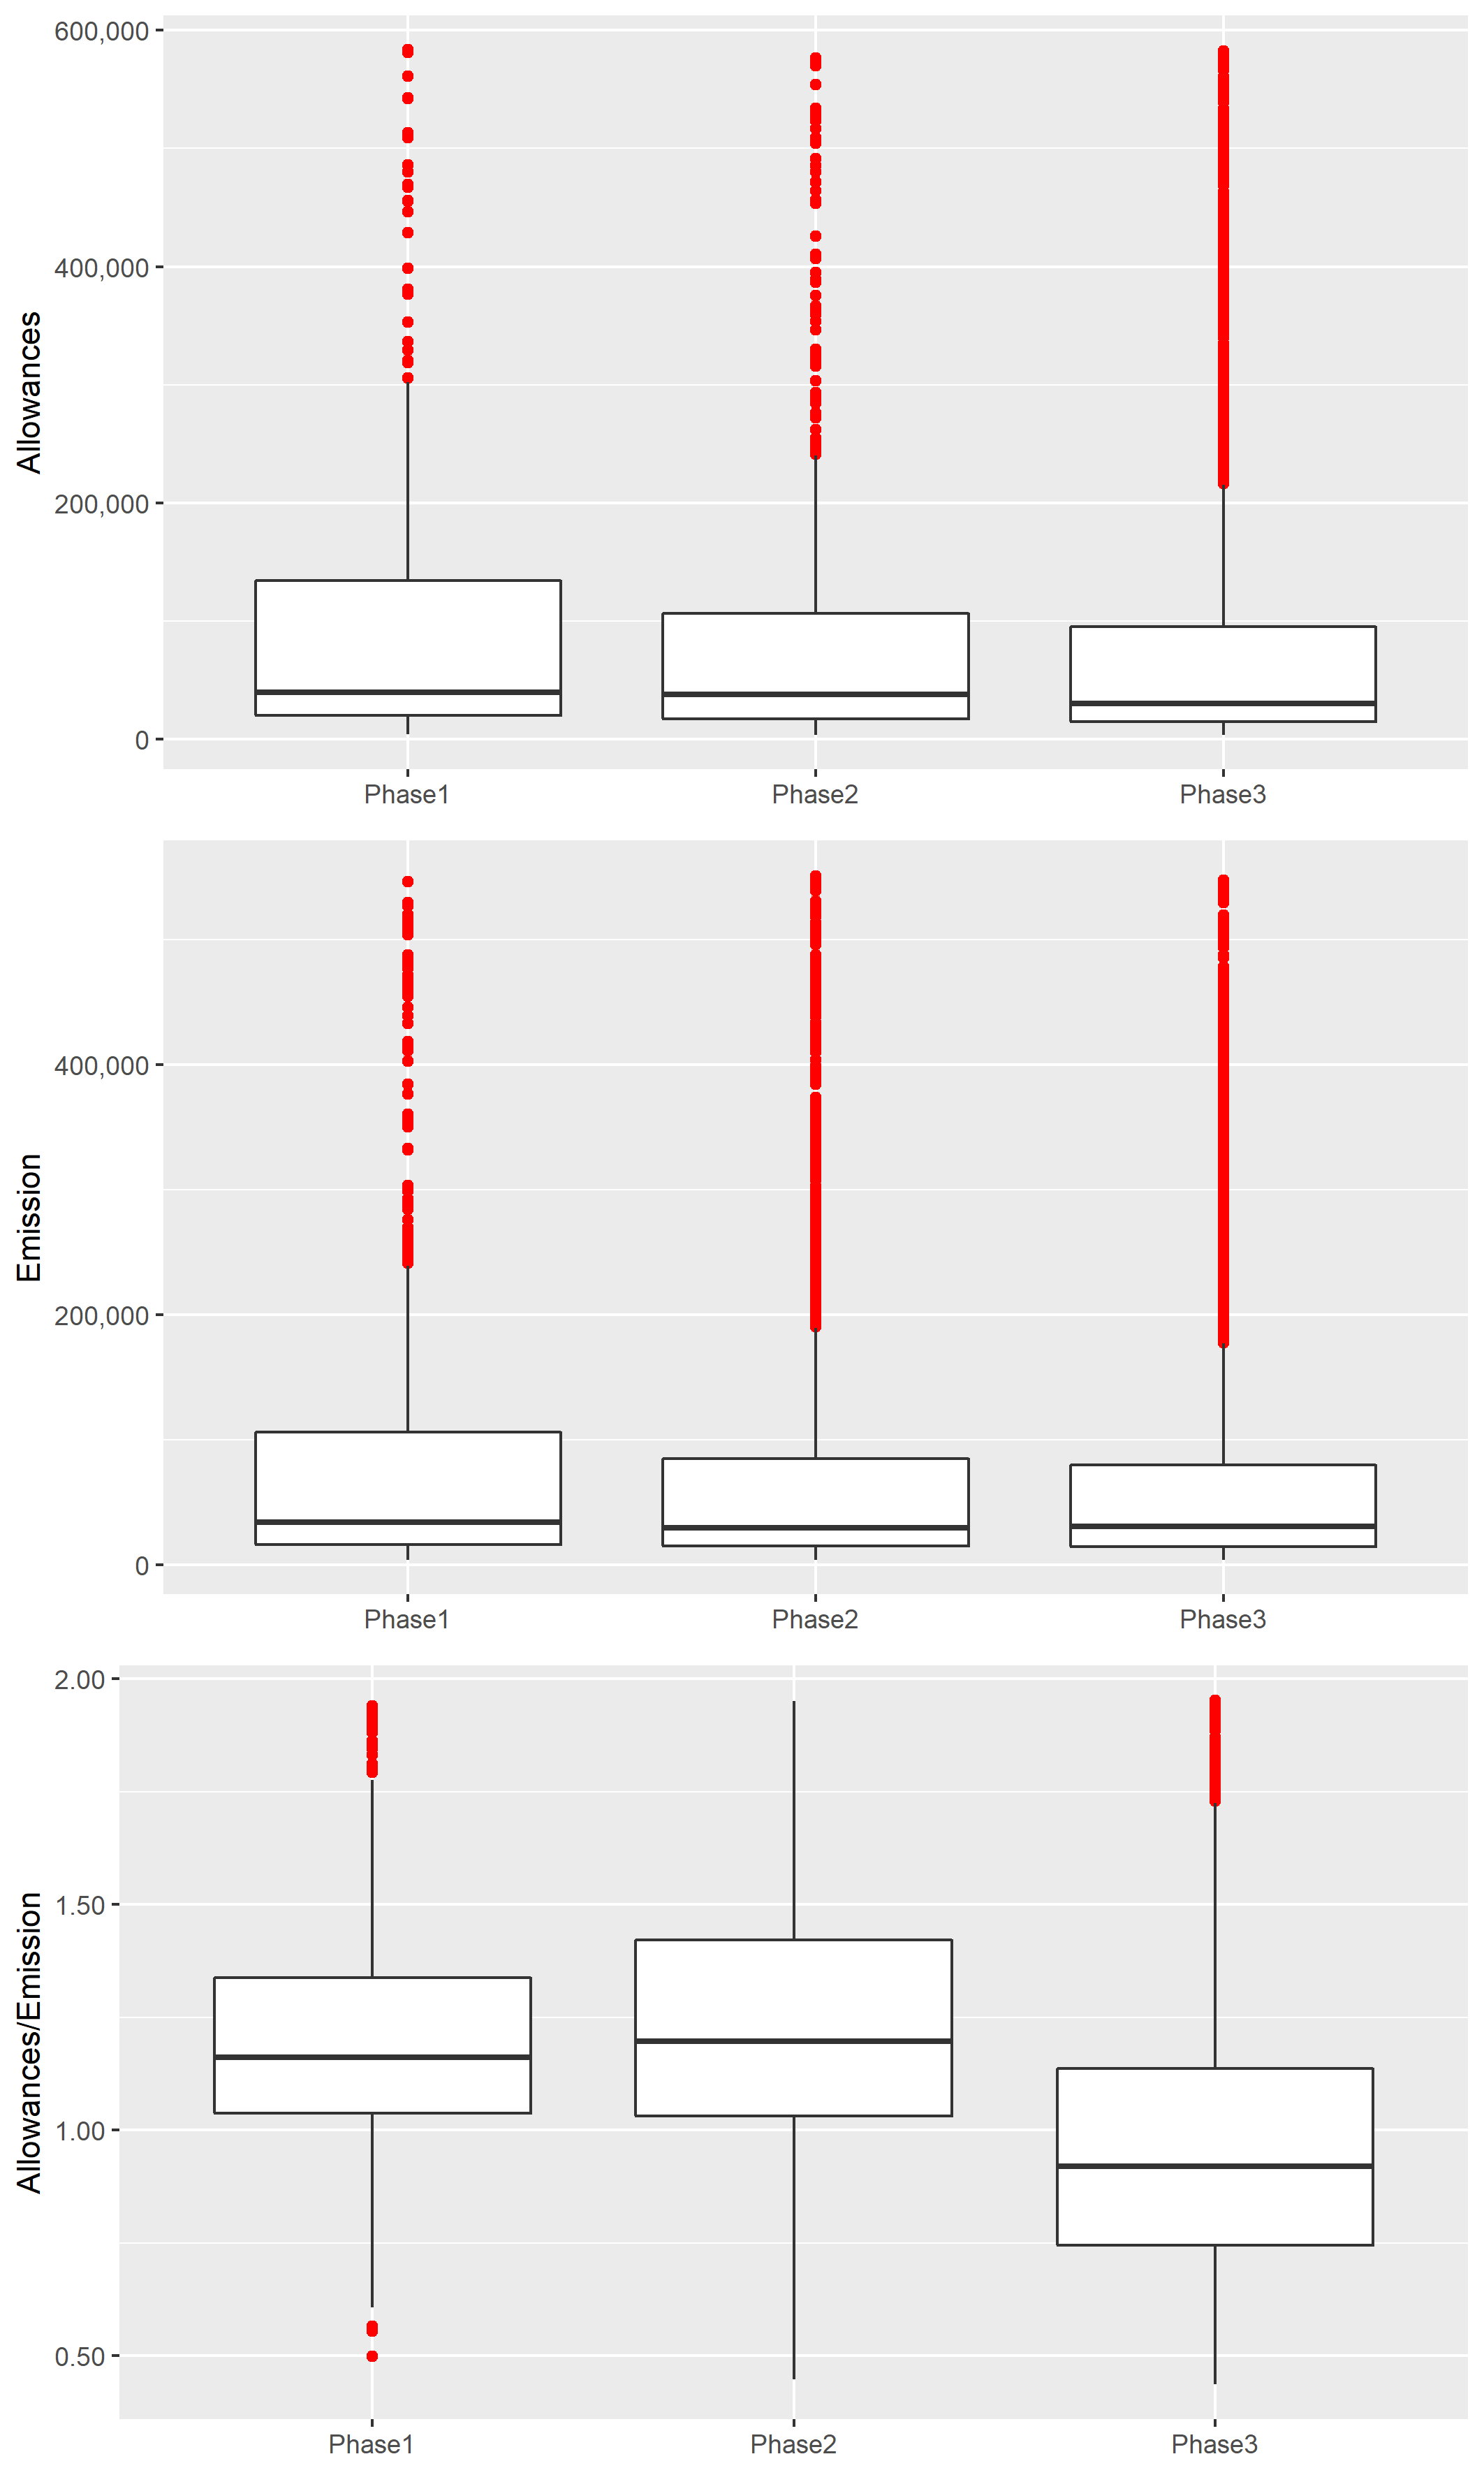 Allowances
600,000
400,000
200,000
0
Phase1 Phase2 Phase3
Emission
400,000
200,000
0
Phase1 Phase2 Phase3
Allowances/Emission
2.00
1.50
1.00
0.50
Phase1 Phase2 Phase3